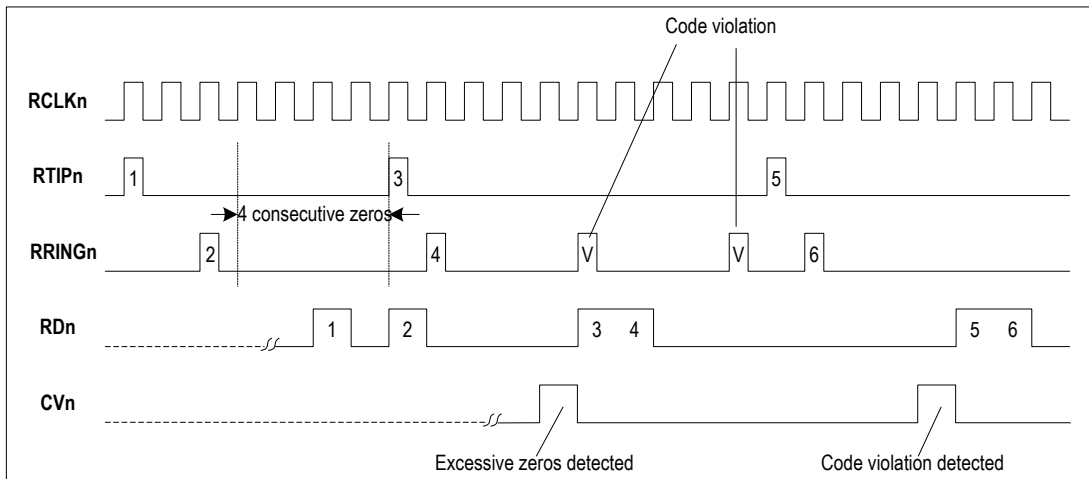 Code violation
RCLKn
RTIPn
1
3
5
4 consecutive zeros
RRINGn
2
4
V
V
6
RDn
1
2
3 4
5 6
CVn
Excessive zeros detected
Code violation detected